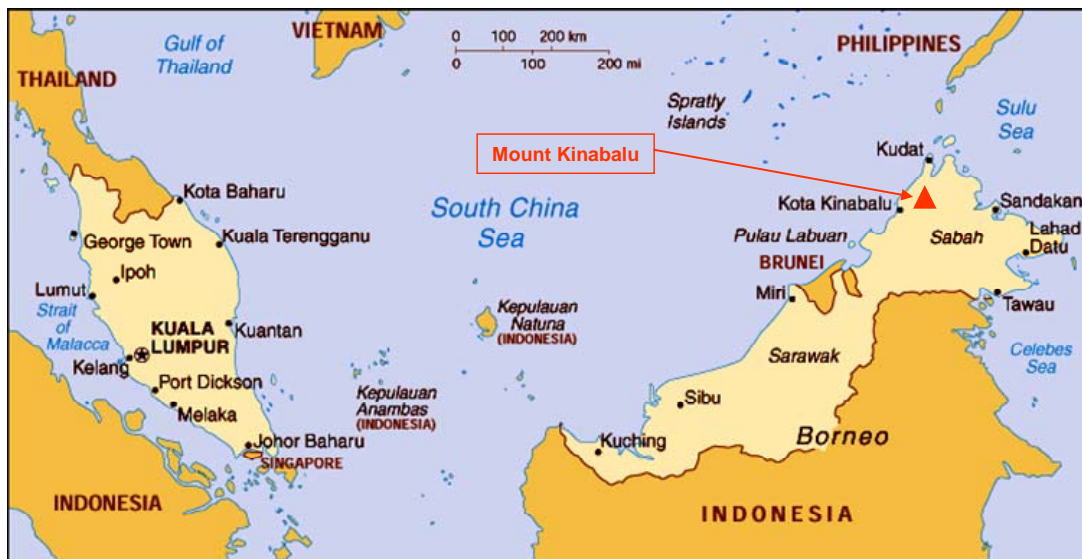 VIETNAM
Gulf of
Thailand
THAILAND
0 100 200 km
0 100 200 mi
PHILIPPINES
Spratly
Islands
Sulu
Sea
Mount Kinabalu
Kudat
Kota Baharu
Kota Kinabalu
Sandakan
South China
Sea
George Town
Kuala Terengganu
Pulau Labuan
Sabah
Lahad
Datu
BRUNEI
Ipoh
Lumut
Miri
Tawau
Strait
of
Malacca
Kepulauan
Natuna
(INDONESIA)
KUALA
LUMPUR
Kuantan
Kelang
Sarawak
Celebes
Sea
Port Dickson
Kepulauan
Anambas
(INDONESIA)
Melaka
Sibu
Johor Baharu
SINGAPORE
Kuching
Borneo
INDONESIA
INDONESIA